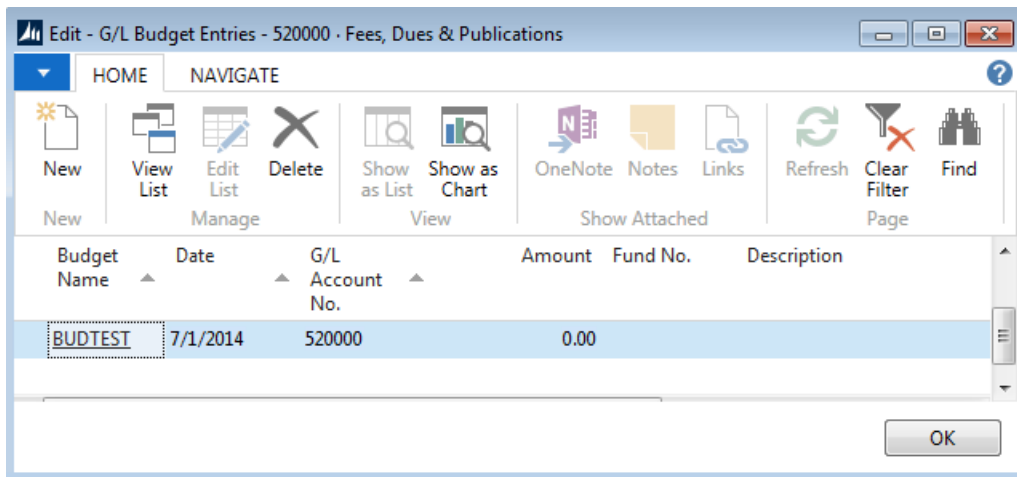 Edit - G/L Budget Entries - 520000 · Fees, Dues & Publications
HOME NAVIGATE
New View List Edit List Delete Show as List Show as Chart OneNote Notes Links Refresh Clear Filter Find
New Manage View Show Attached Page
Budget Name Date G/L Account No. Amount Fund No. Description
BUDTEST 7/1/2014 520000 0.00
OK